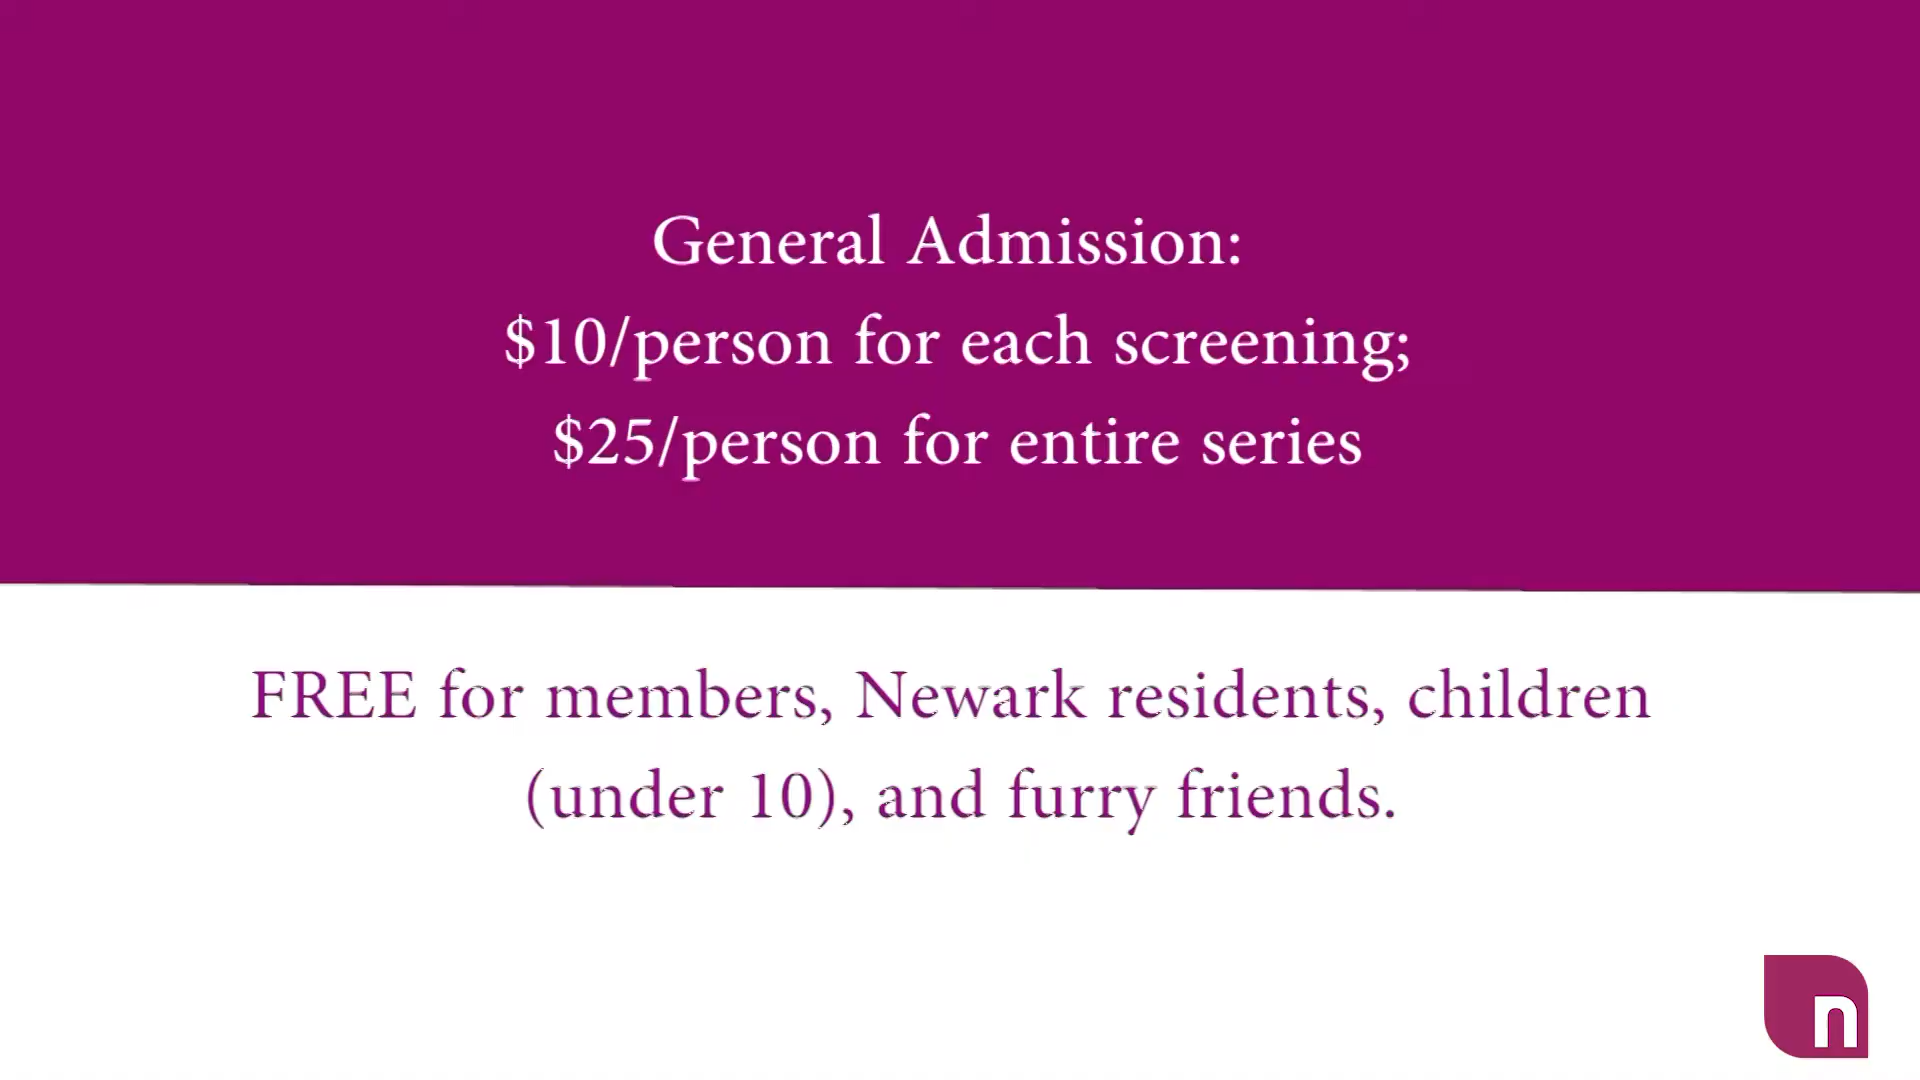 General Admission:
$10/person for each screening;
$25/person for entire series
FREE for members, Newark residents, children
(under 10), and furry friends.
n